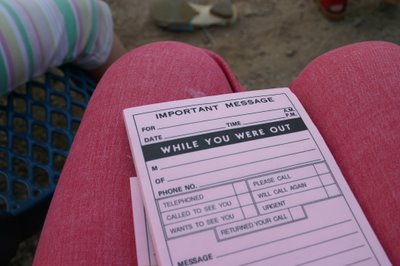 IMPORTANT MESSAGE
FOR
DATE TIME A.M. P.M.
WHILE YOU WERE OUT
M
OF
PHONE NO.
TELEPHONED PLEASE CALL
CALLED TO SEE YOU WILL CALL AGAIN
WANTS TO SEE YOU URGENT
RETURNED YOUR CALL
MESSAGE